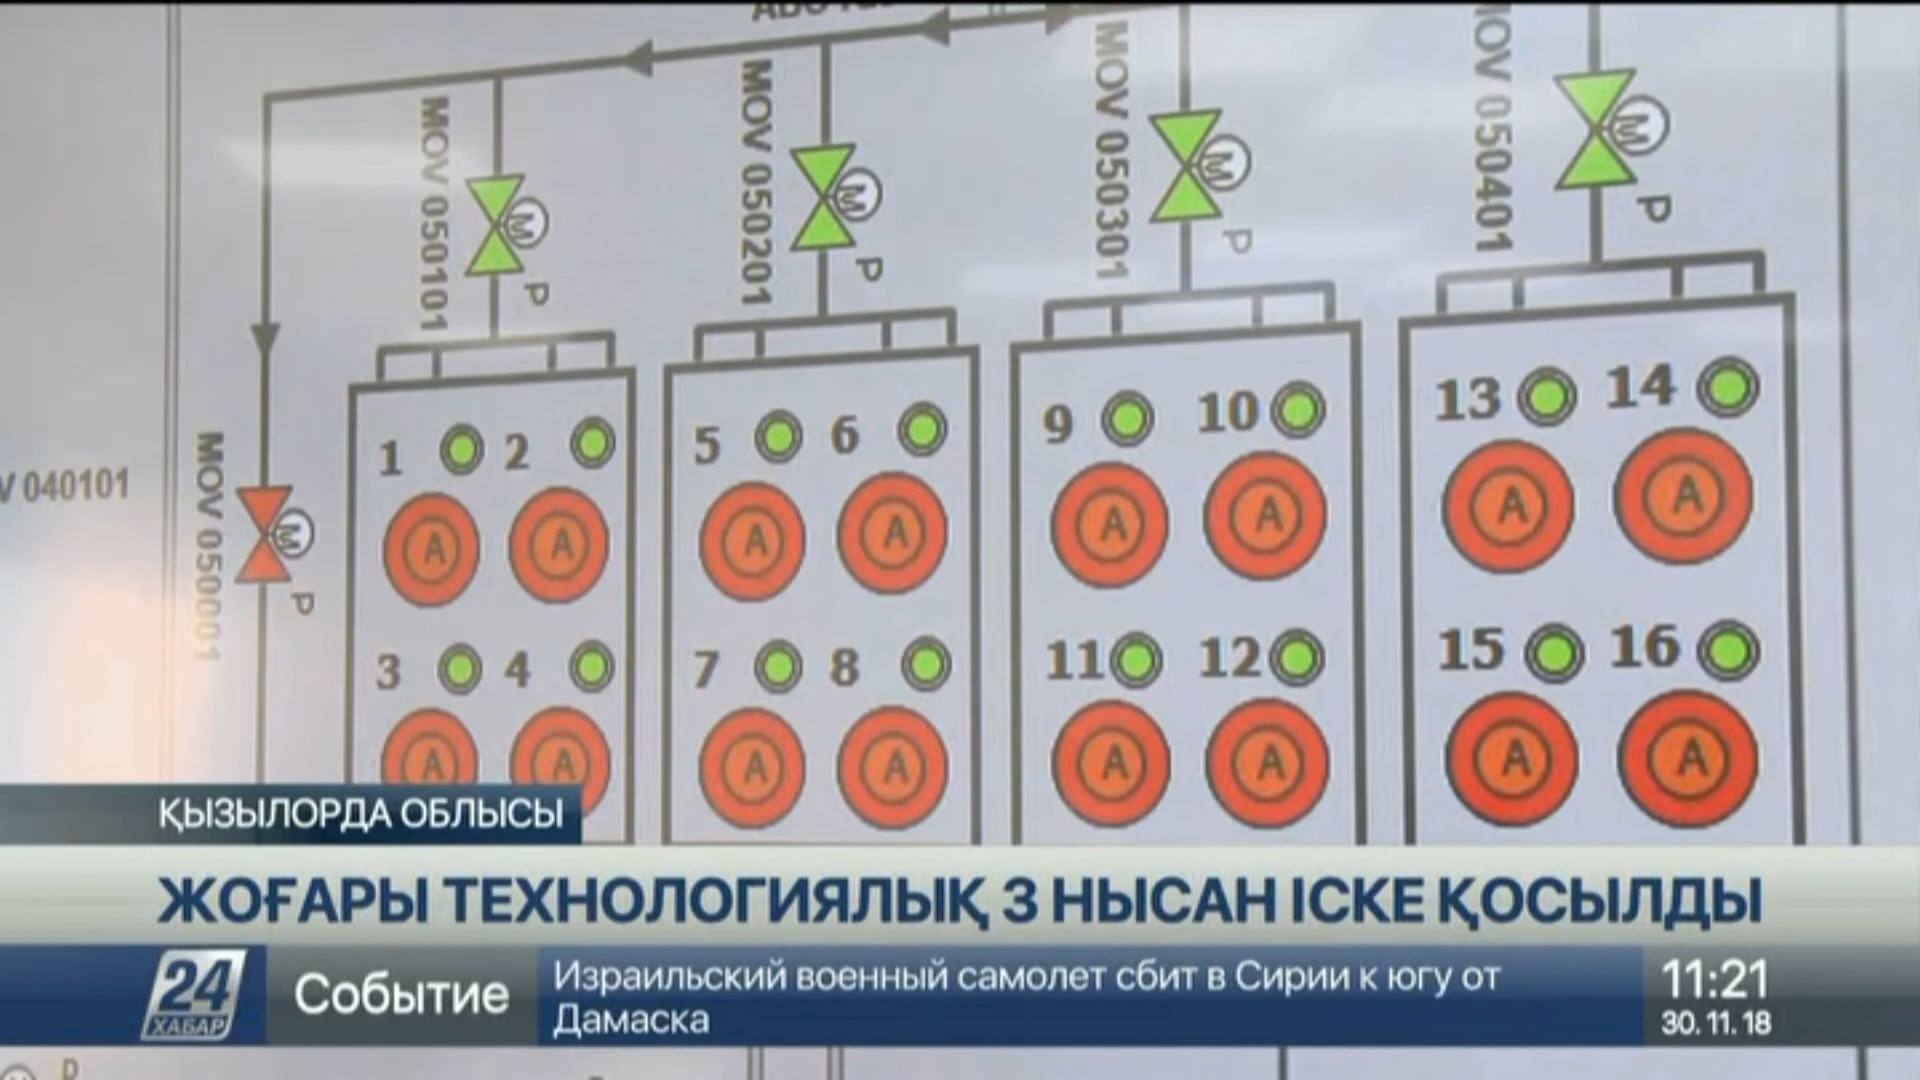 MOV 050101
MOV 050201
MOV 050301
MOV 050401
P
P
P
P
V 040101
MOV 050001
M
M
M
M
M
P
1 2 5 6 9 10 13 14
A A A A A A A A
3 4 7 8 11 12 15 16
A A A A A A A A
ҚЫЗЫЛОРДА ОБЛЫСЫ
ЖОҒАРЫ ТЕХНОЛОГИЯЛЫҚ 3 НЫСАН ІСКЕ ҚОСЫЛДЫ
24
ХАБАР
Событие
Израильский военный самолет сбит в Сирии к югу от
Дамаска
11:21
30.11.18
P